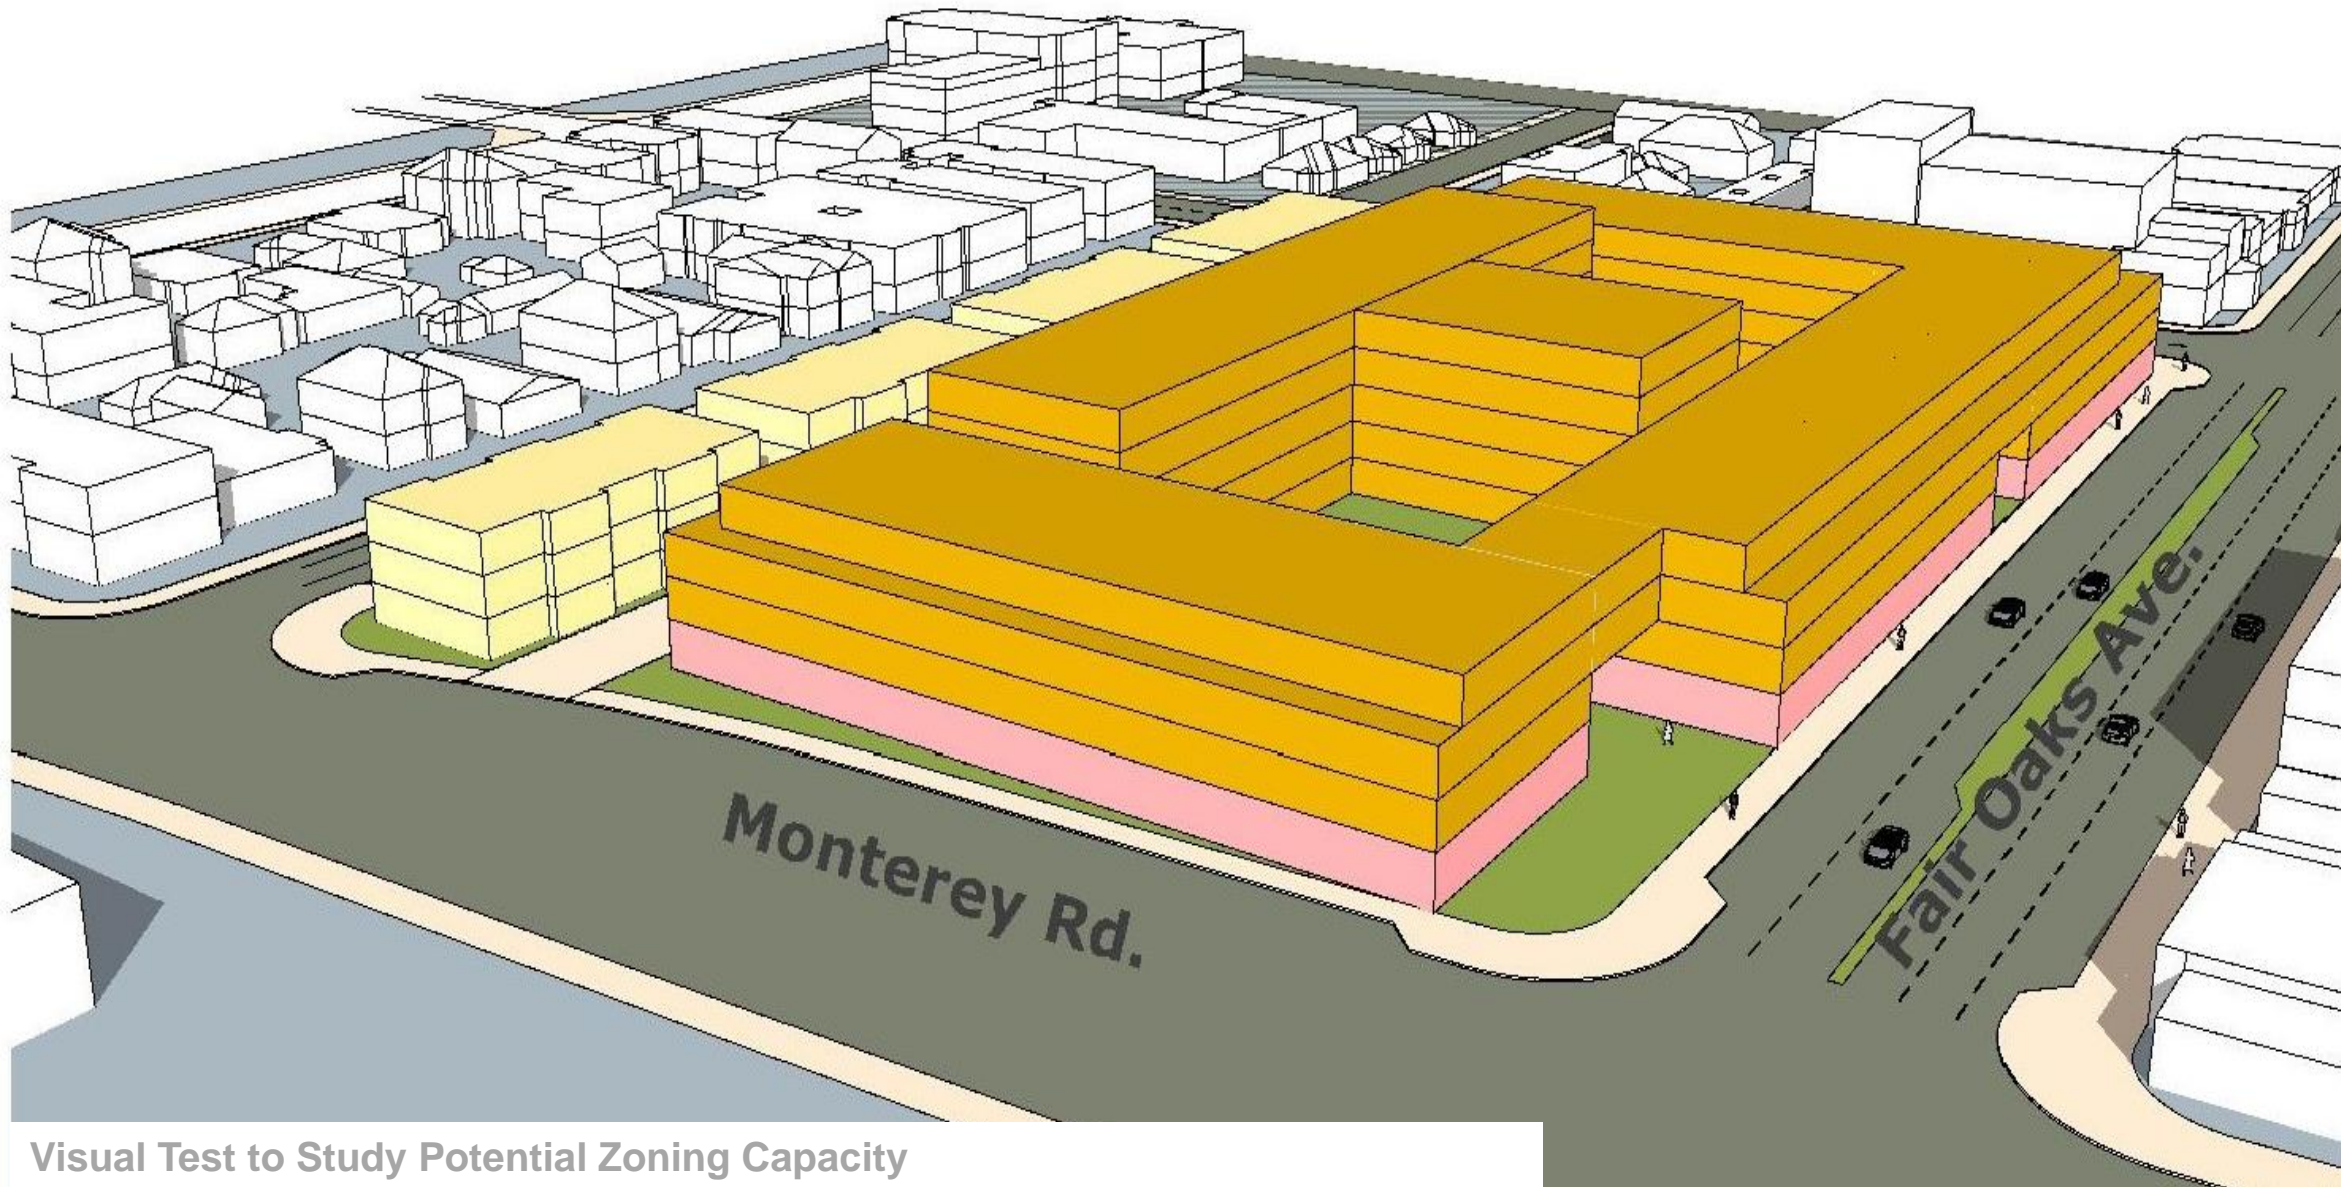 Monterey Rd.
Fair Oaks Ave.
Visual Test to Study Potential Zoning Capacity